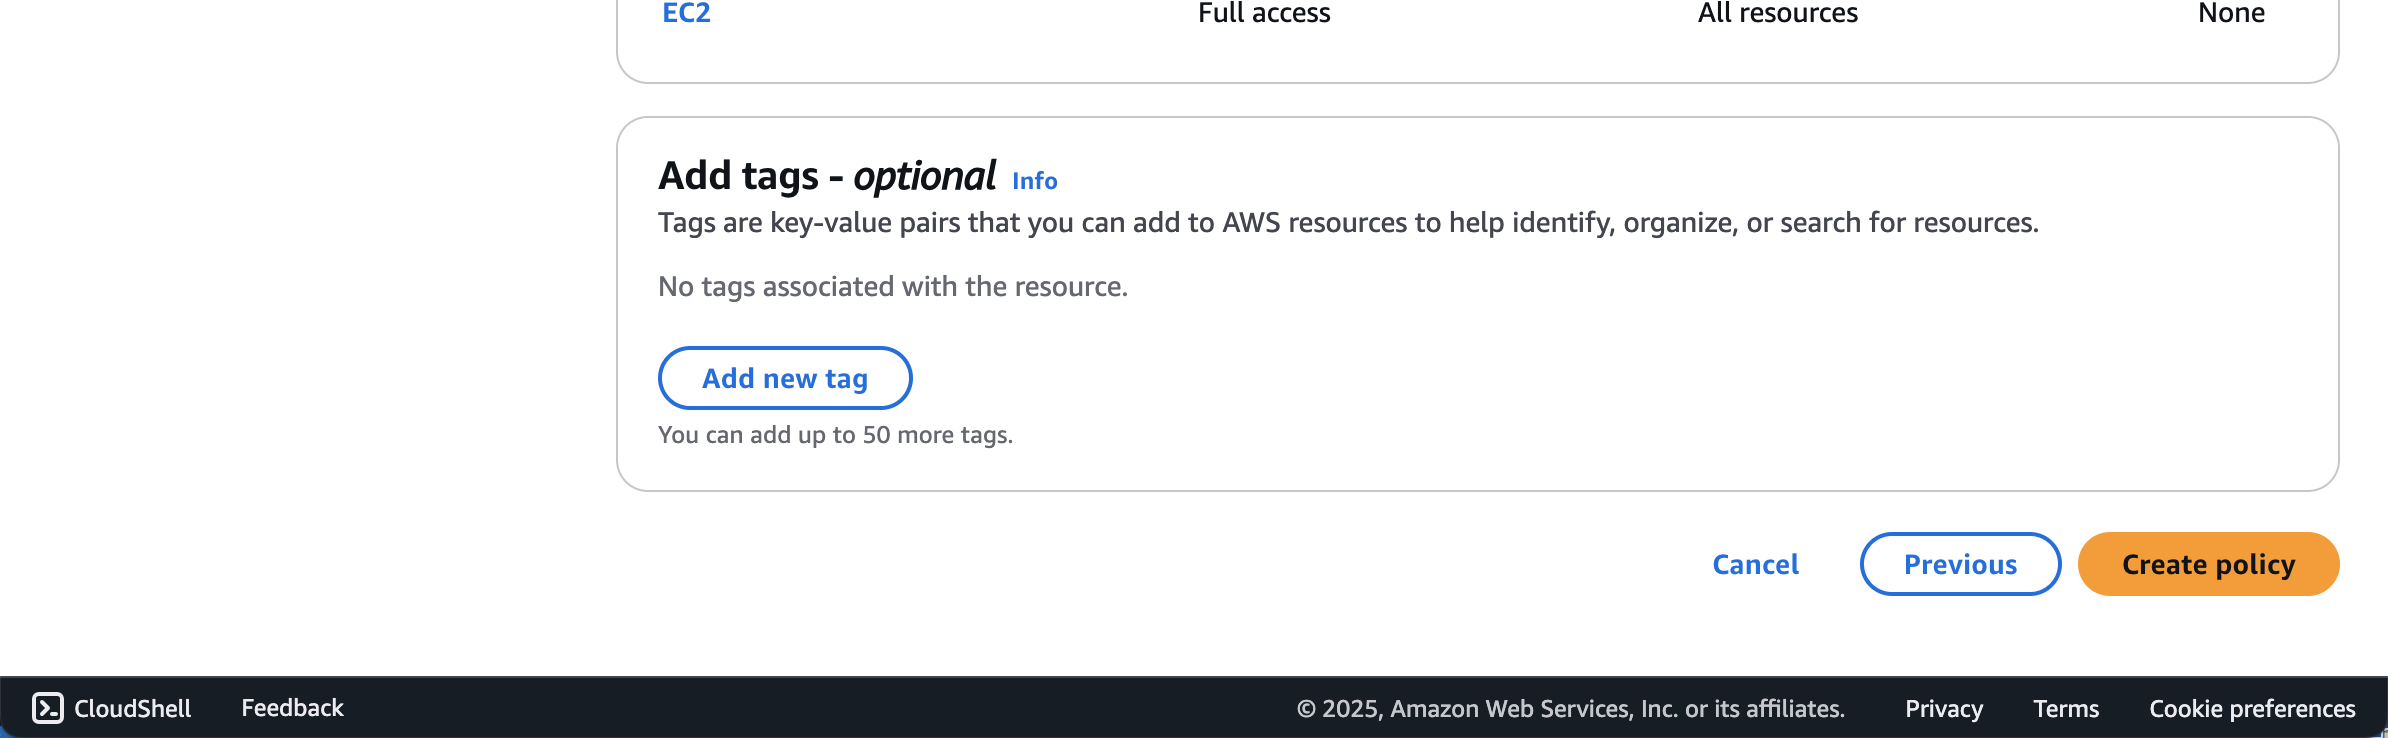 EC2 Full access All resources None
Add tags - optional Info
Tags are key-value pairs that you can add to AWS resources to help identify, organize, or search for resources.
No tags associated with the resource.
Add new tag
You can add up to 50 more tags.
Cancel Previous Create policy
CloudShell Feedback © 2025, Amazon Web Services, Inc. or its affiliates. Privacy Terms Cookie preferences